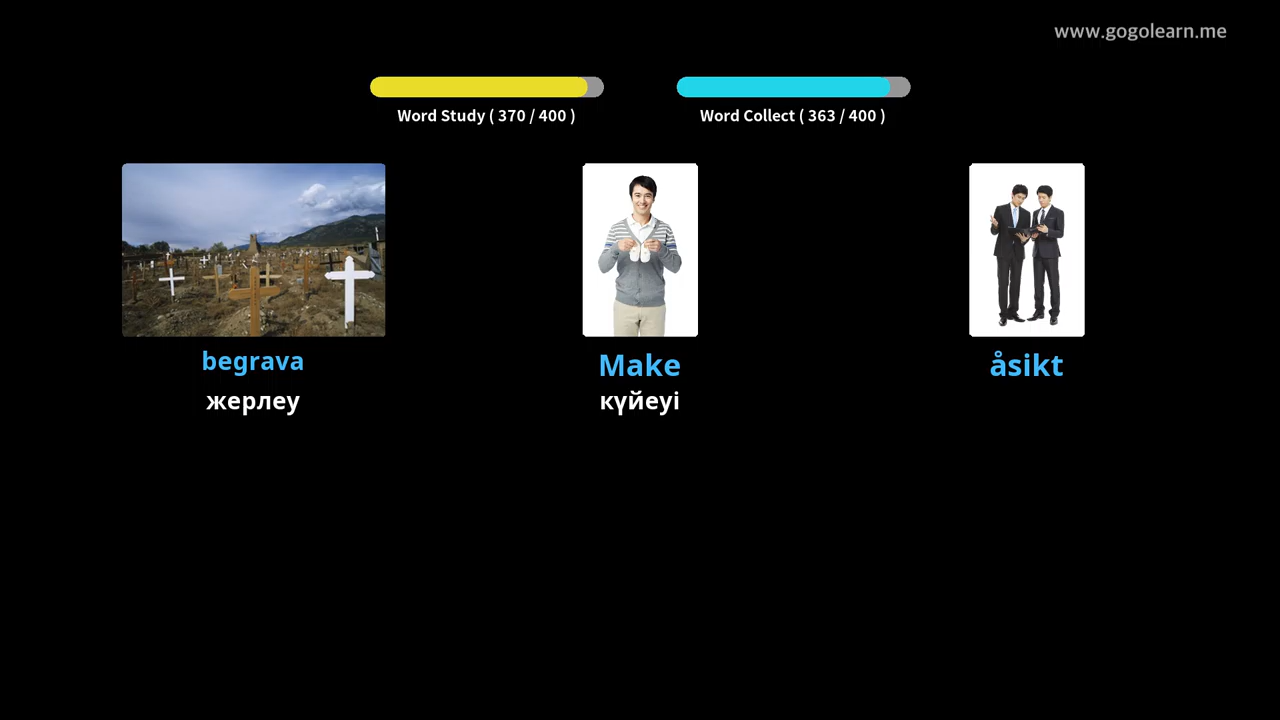 www.gogolearn.me
Word Study ( 370 / 400 )
Word Collect ( 363 / 400 )
begrava
Make
åsikt
жерлеу
күйеуі